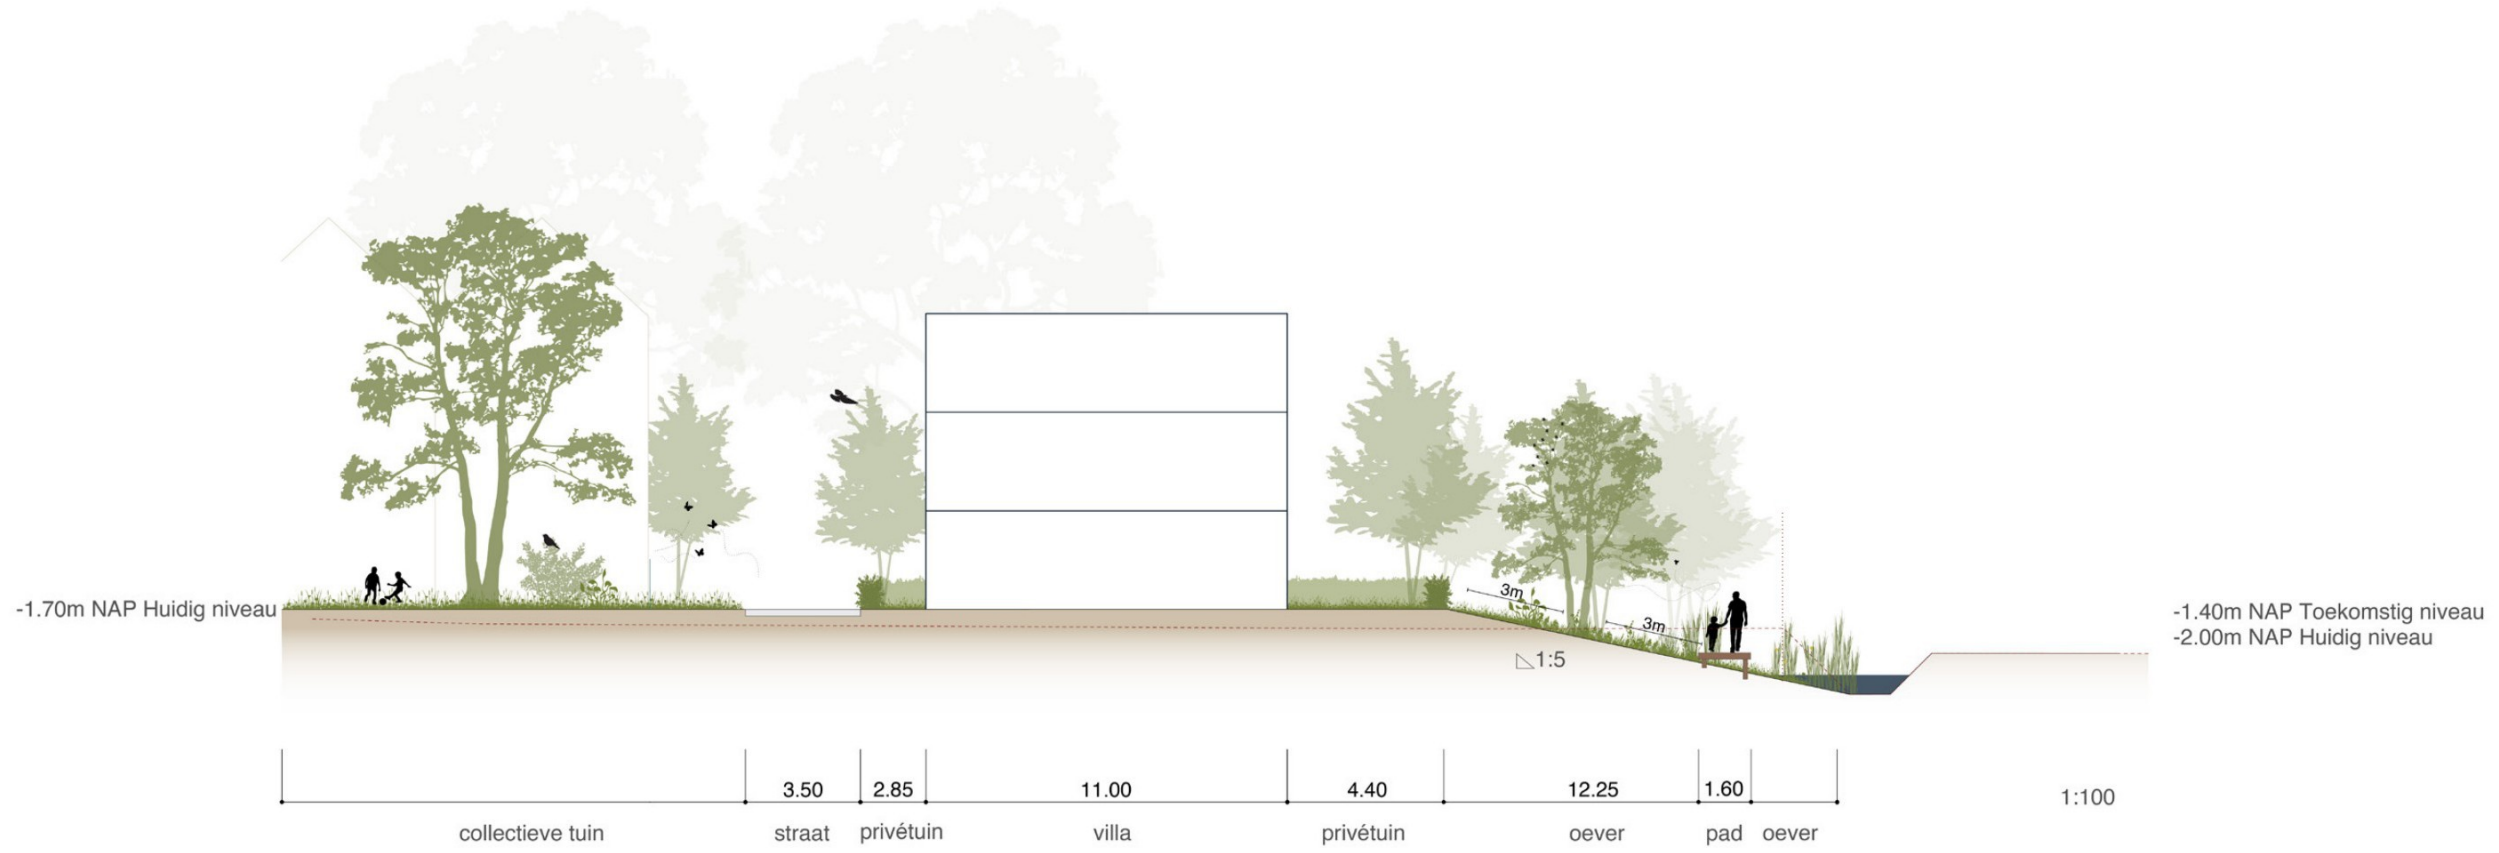 3m
-1.70m NAP Huidig niveau
-1.40m NAP Toekomstig niveau
3m
-2.00m NAP Huidig niveau
1:5
3.50 2.85 11.00 4.40 12.25 1.60
1:100
collectieve tuin straat privétuin villa privétuin oever pad oever